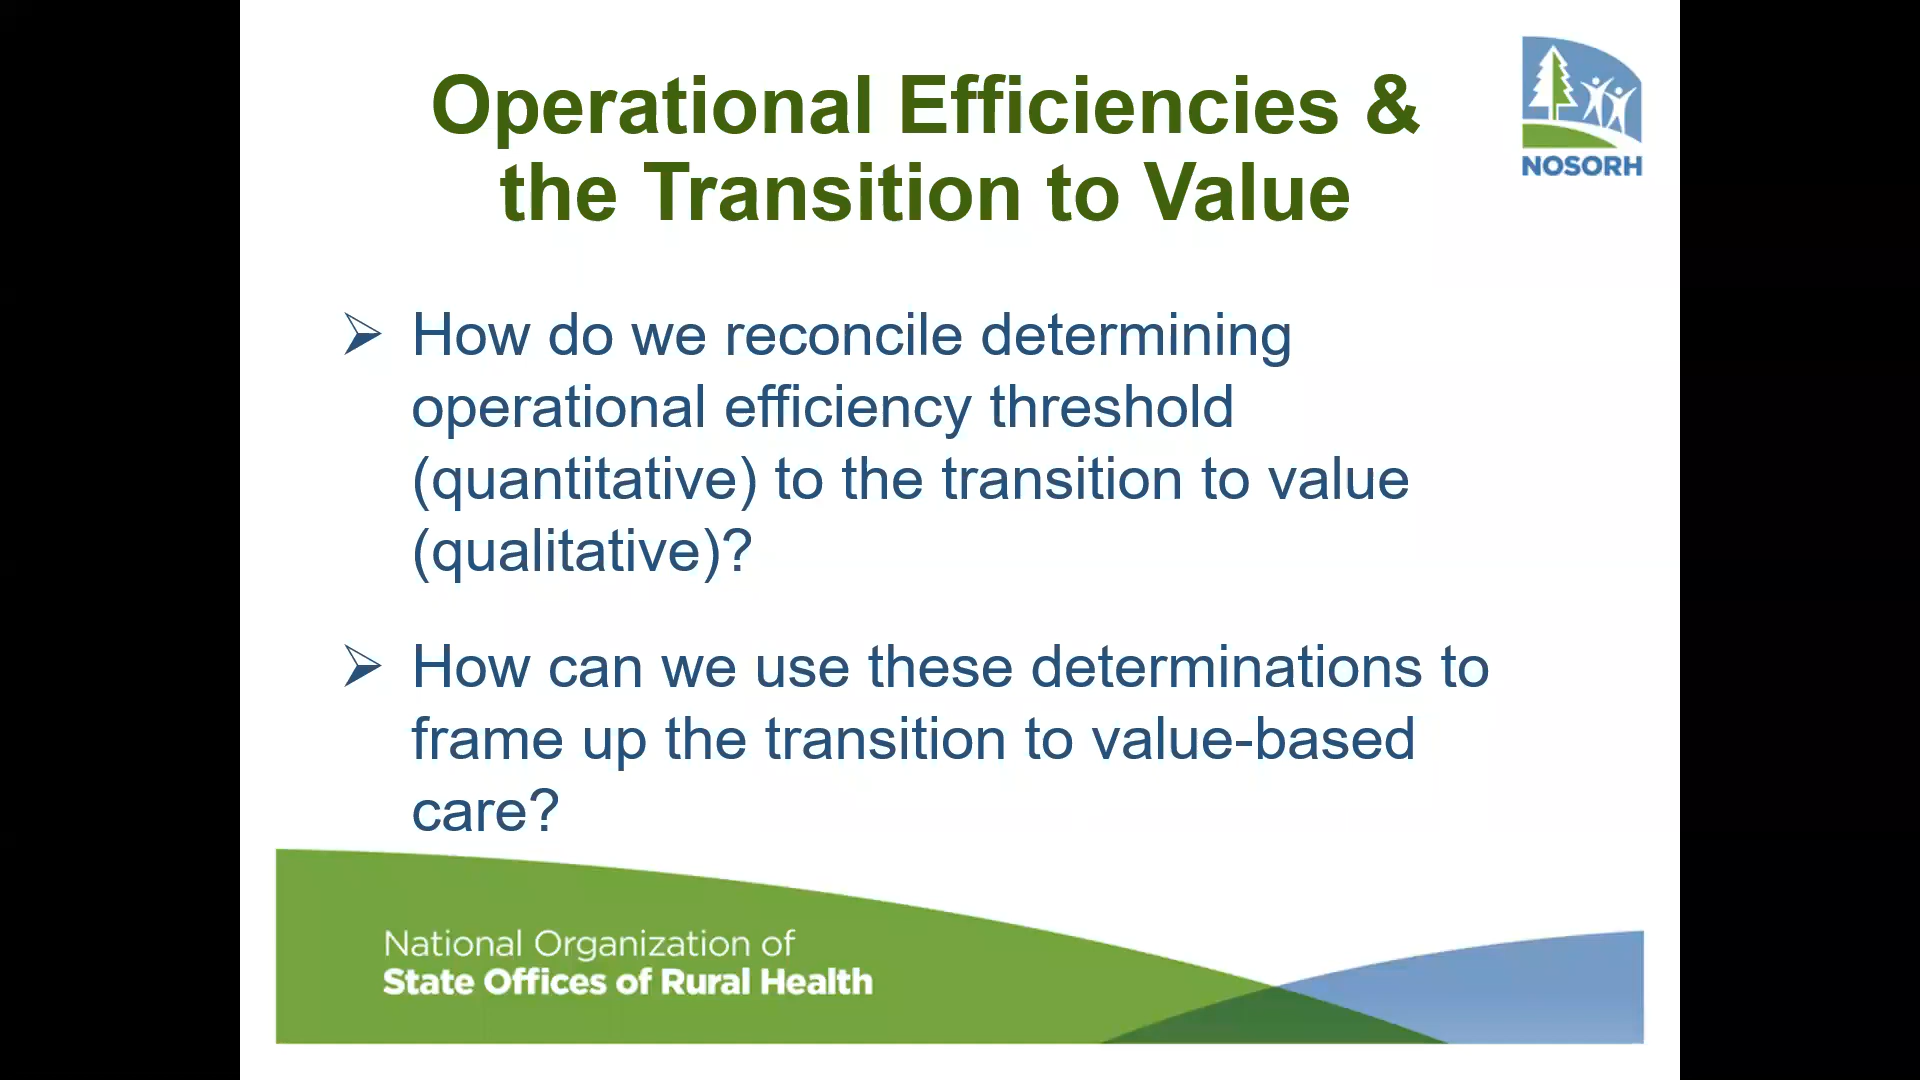 Operational Efficiencies &
the Transition to Value
NOSORH
➢ How do we reconcile determining
operational efficiency threshold
(quantitative) to the transition to value
(qualitative)?
➢ How can we use these determinations to
frame up the transition to value-based
care?
National Organization of
State Offices of Rural Health